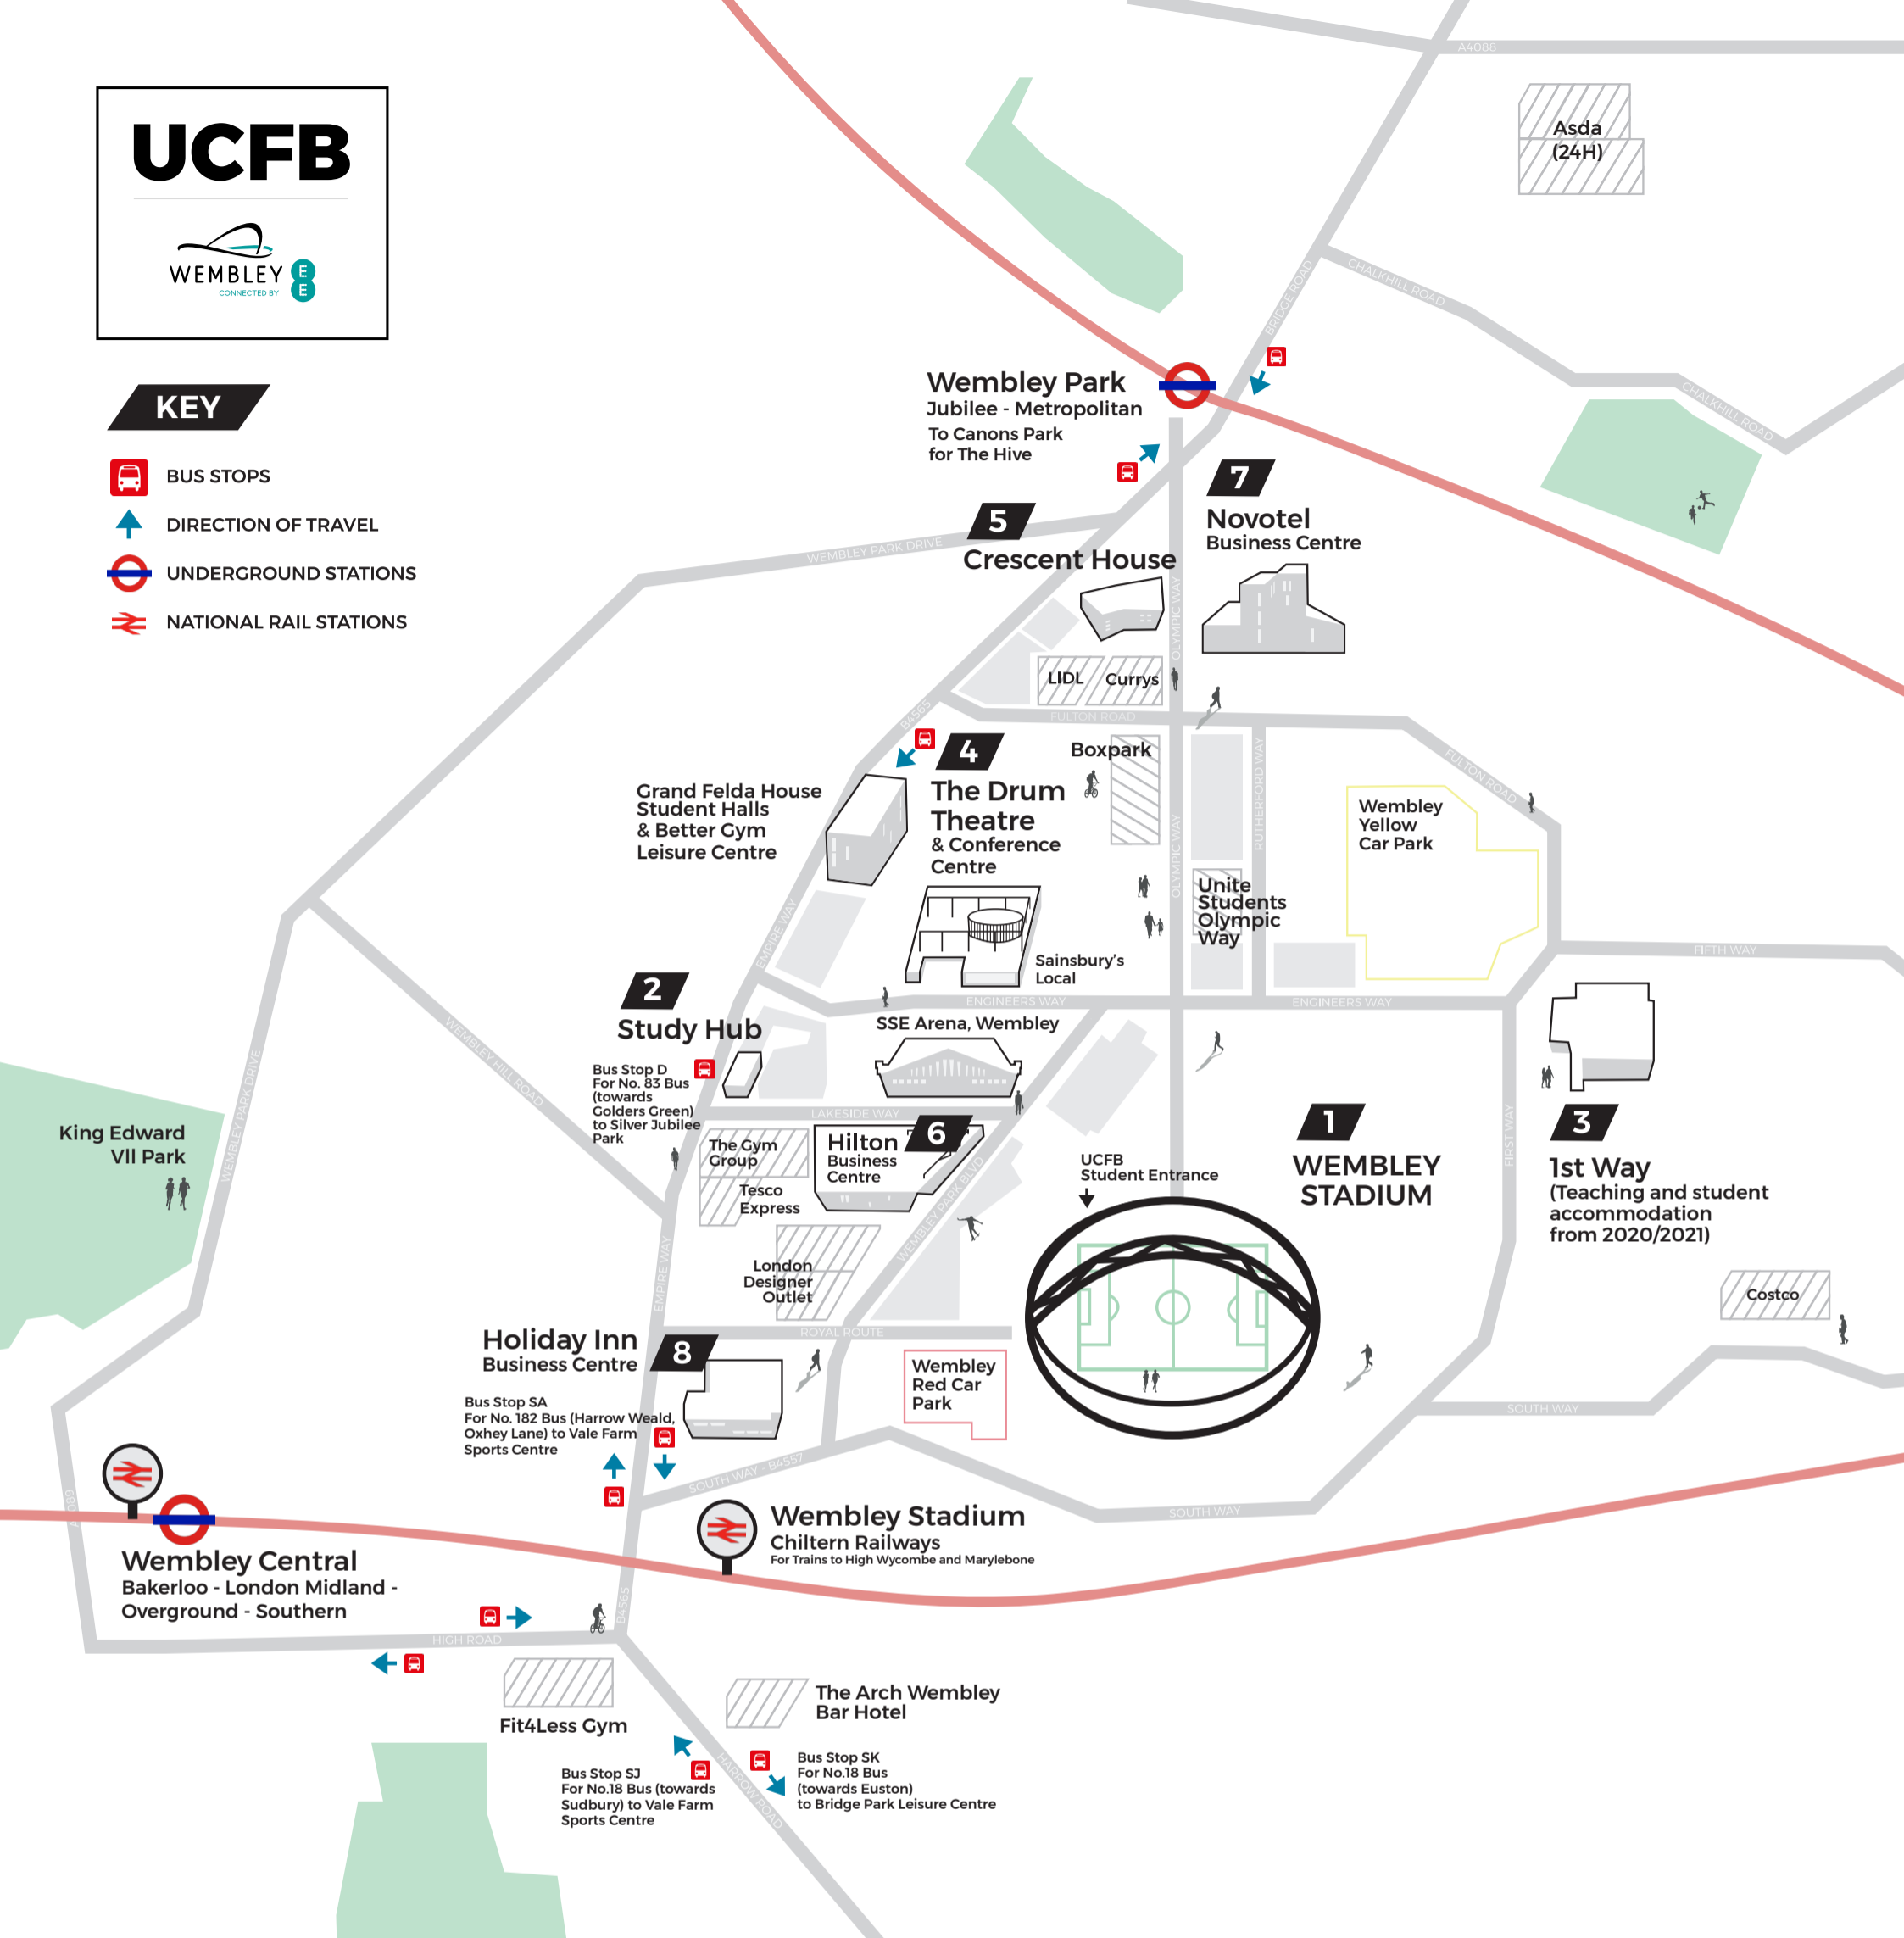 UCFB
WEMBLEY
CONNECTED BY
E
E
KEY
BUS STOPS
DIRECTION OF TRAVEL
UNDERGROUND STATIONS
NATIONAL RAIL STATIONS
A4088
Asda
(24H)
CHALKHILL ROAD
CHALKHILL ROAD
BRIDGE ROAD
Wembley Park
Jubilee - Metropolitan
To Canons Park
for The Hive
7
Novotel
Business Centre
5
Crescent House
WEMBLEY PARK DRIVE
OLYMPIC WAY
LIDL
Currys
FULTON ROAD
B4565
4
The Drum
Theatre
& Conference
Centre
Boxpark
Grand Felda House
Student Halls
& Better Gym
Leisure Centre
RUTHERFORD WAY
FULTON ROAD
Wembley
Yellow
Car Park
OLYMPIC WAY
Unite
Students
Olympic
Way
EMPIRE WAY
Sainsbury's
Local
FIFTH WAY
ENGINEERS WAY
ENGINEERS WAY
2
Study Hub
SSE Arena, Wembley
Bus Stop D
For No. 83 Bus
(towards
Golders Green)
to Silver Jubilee
Park
WEMBLEY HILL ROAD
WEMBLEY PARK DRIVE
King Edward
Vll Park
LAKESIDE WAY
The Gym
Group
Tesco
Express
Hilton
Business
Centre
6
WEMBLEY PARK BLVD
UCFB
Student Entrance
1
WEMBLEY
STADIUM
FIRST WAY
3
1st Way
(Teaching and student
accommodation
from 2020/2021)
Costco
London
Designer
Outlet
EMPIRE WAY
ROYAL ROUTE
Holiday Inn
Business Centre
8
Wembley
Red Car
Park
Bus Stop SA
For No. 182 Bus (Harrow Weald,
Oxhey Lane) to Vale Farm
Sports Centre
SOUTH WAY
SOUTH WAY - B4557
SOUTH WAY
Wembley Stadium
Chiltern Railways
For Trains to High Wycombe and Marylebone
Wembley Central
Bakerloo - London Midland -
Overground - Southern
B4565
HIGH ROAD
Fit4Less Gym
The Arch Wembley
Bar Hotel
HARROW ROAD
Bus Stop SJ
For No.18 Bus (towards
Sudbury) to Vale Farm
Sports Centre
Bus Stop SK
For No.18 Bus
(towards Euston)
to Bridge Park Leisure Centre